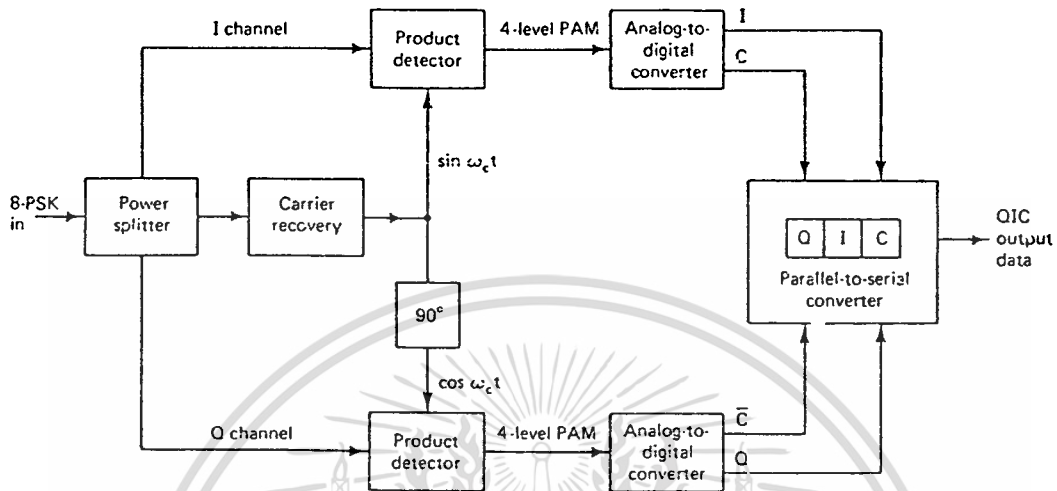 I channel
Product
detector
4-level PAM
Analog-to-
digital
converter
I
C
sin ω_c t
8-PSK
in
Power
splitter
Carrier
recovery
Q I C
Parallel-to-serial
converter
QIC
output
data
90°
cos ω_c t
Q channel
Product
detector
4-level PAM
Analog-to-
digital
converter
C̅
Q